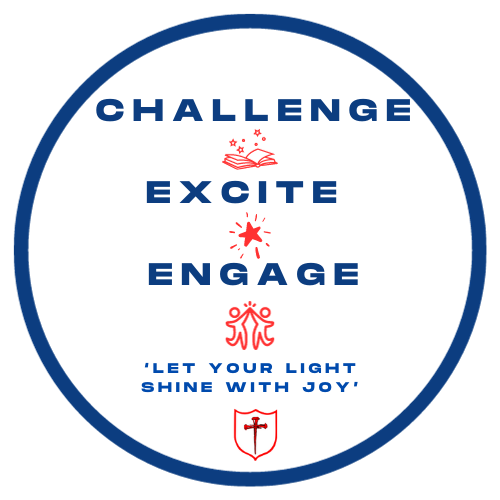 CHALLENGE
EXCITE
ENGAGE
'LET YOUR LIGHT
SHINE WITH JOY'